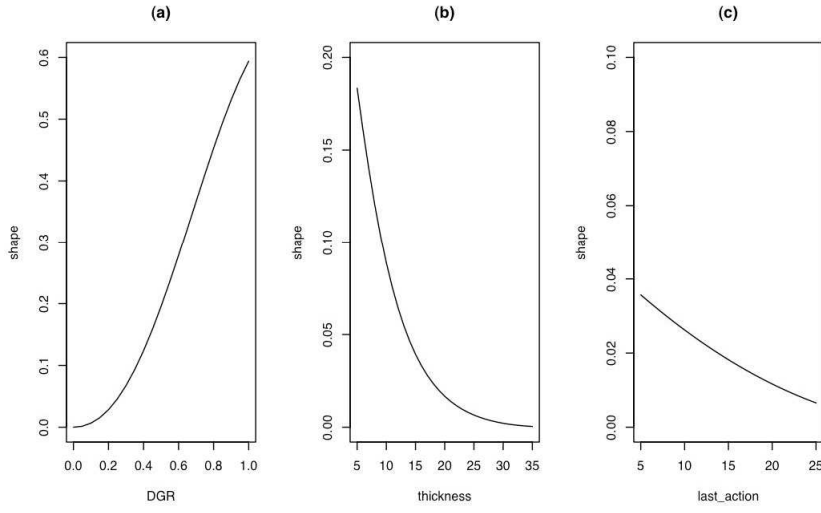 (a)
shape
0.0 0.1 0.2 0.3 0.4 0.5 0.6
0.0 0.2 0.4 0.6 0.8 1.0
DGR
(b)
shape
0.00 0.05 0.10 0.15 0.20
5 10 15 20 25 30 35
thickness
(c)
shape
0.00 0.02 0.04 0.06 0.08 0.10
5 10 15 20 25
last_action